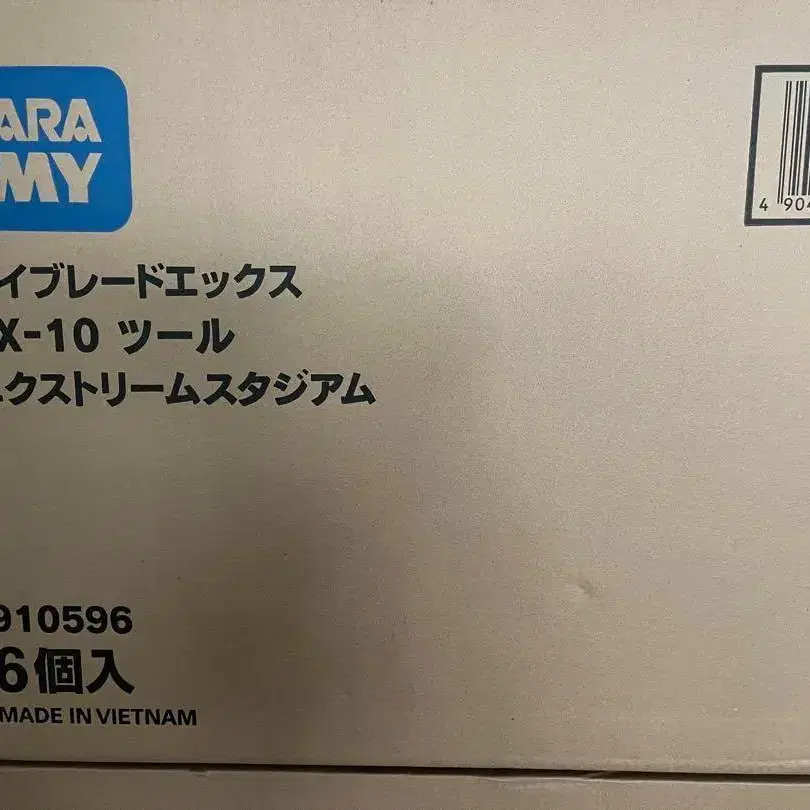 ARA
MY
イブレードエックス
X-10 ツール
クストリームスタジアム
910596
6個入
MADE IN VIETNAM
4 904